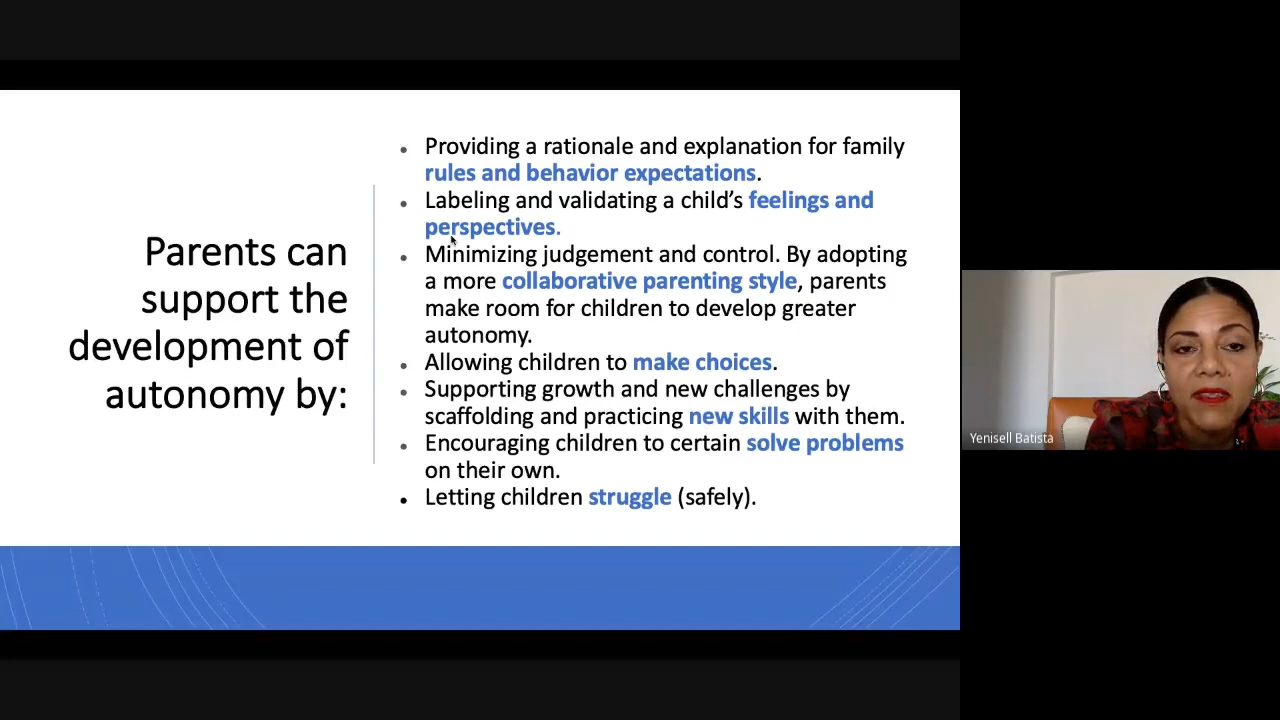 Parents can
support the
development of
autonomy by:
• Providing a rationale and explanation for family
rules and behavior expectations.
• Labeling and validating a child's feelings and
perspectives.
• Minimizing judgement and control. By adopting
a more collaborative parenting style, parents
make room for children to develop greater
autonomy.
• Allowing children to make choices.
• Supporting growth and new challenges by
scaffolding and practicing new skills with them.
• Encouraging children to certain solve problems
on their own.
• Letting children struggle (safely).
Yenisell Batista